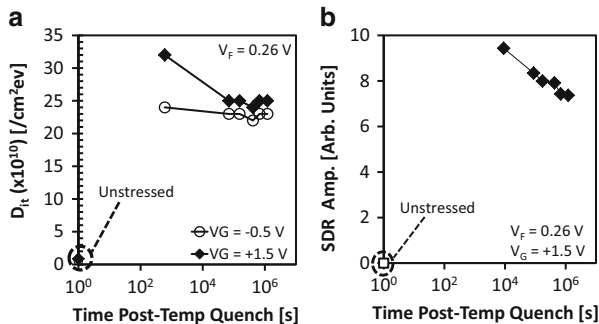 a
35
30
25
20
15
10
5
0
D_it (x10^10) [/cm^2ev]
V_F = 0.26 V
Unstressed
VG = -0.5 V
VG = +1.5 V
10^0 10^2 10^4 10^6
Time Post-Temp Quench [s]
b
10
8
6
4
2
0
SDR Amp. [Arb. Units]
Unstressed
V_F = 0.26 V
V_G = +1.5 V
10^0 10^2 10^4 10^6
Time Post-Temp Quench [s]